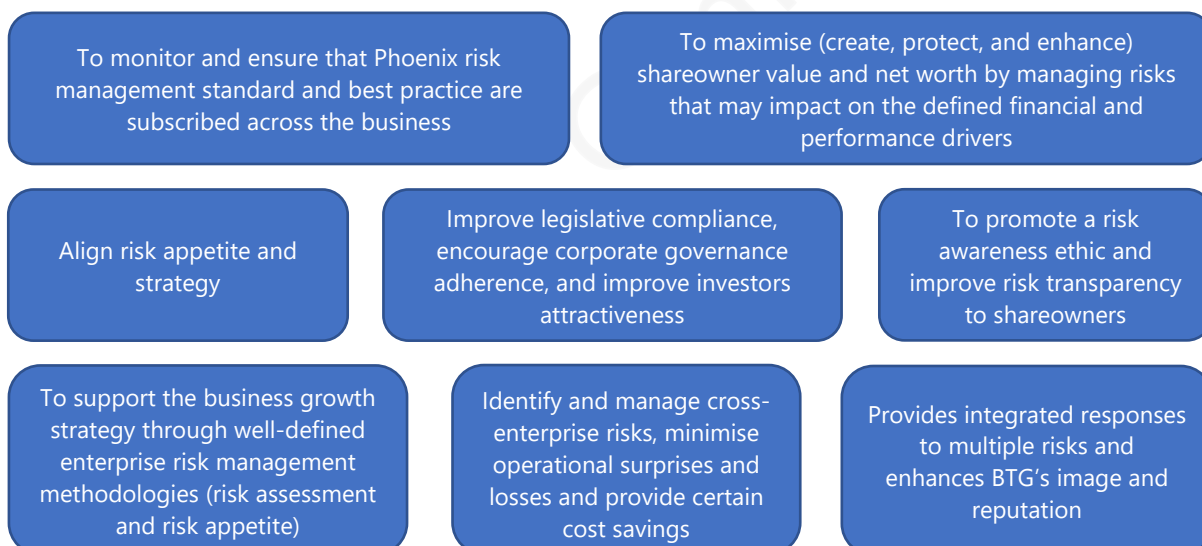 To monitor and ensure that Phoenix risk
management standard and best practice are
subscribed across the business
To maximise (create, protect, and enhance)
shareowner value and net worth by managing risks
that may impact on the defined financial and
performance drivers
Align risk appetite and
strategy
Improve legislative compliance,
encourage corporate governance
adherence, and improve investors
attractiveness
To promote a risk
awareness ethic and
improve risk transparency
to shareowners
To support the business growth
strategy through well-defined
enterprise risk management
methodologies (risk assessment
and risk appetite)
Identify and manage cross-
enterprise risks, minimise
operational surprises and
losses and provide certain
cost savings
Provides integrated responses
to multiple risks and
enhances BTG’s image and
reputation